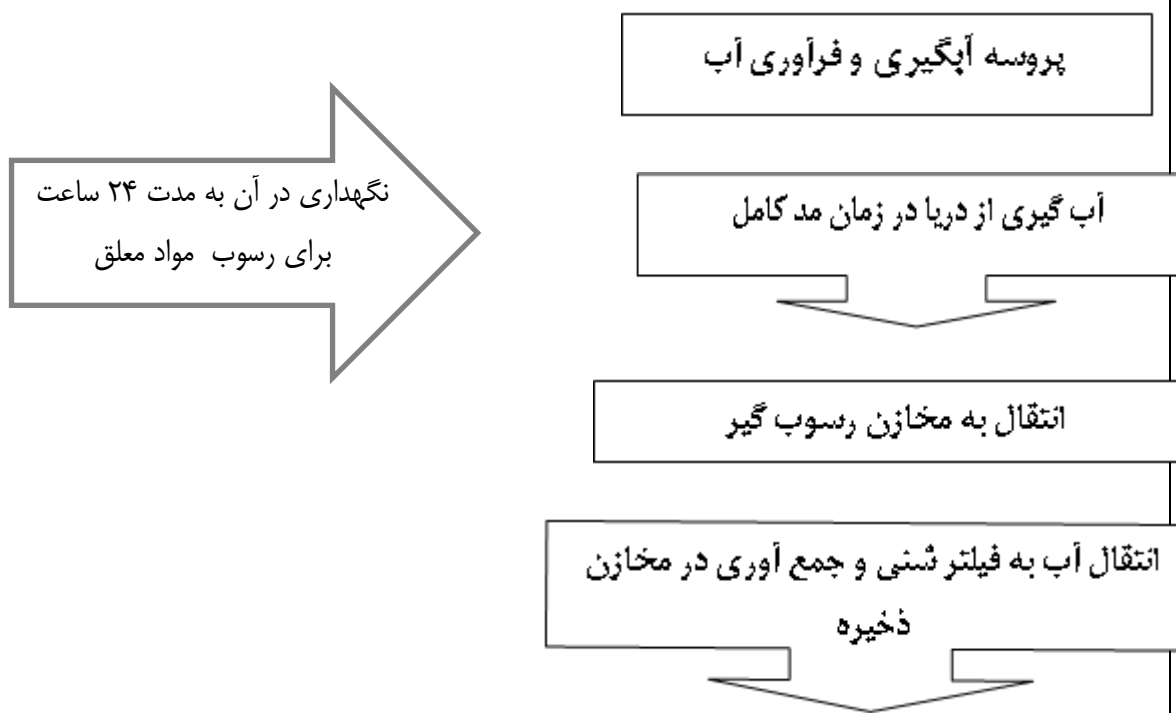 پروسه آبگیری و فرآوری آب
آب گیری از دریا در زمان مد کامل
نگهداری در آن به مدت ۲۴ ساعت
برای رسوب مواد معلق
انتقال به مخازن رسوب گیر
انتقال آب به فیلتر شنی و جمع آوری در مخازن
ذخیره